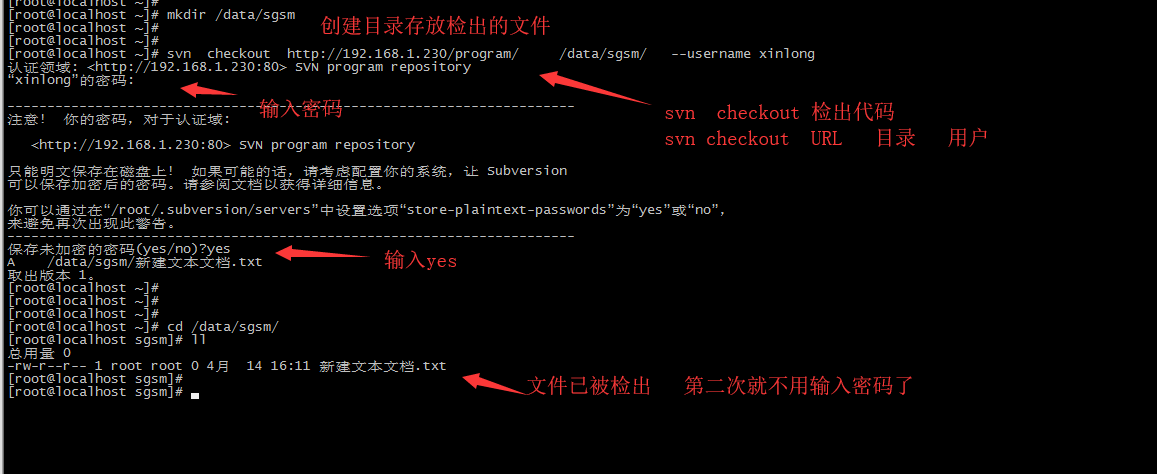 [root@localhost ~]#
[root@localhost ~]# mkdir /data/sgsm
创建目录存放检出的文件
[root@localhost ~]#
[root@localhost ~]#
[root@localhost ~]# svn  checkout  http://192.168.1.230/program/     /data/sgsm/   --username xinlong
认证领域: <http://192.168.1.230:80> SVN program repository
“xinlong”的密码:
输入密码
svn  checkout 检出代码
svn checkout  URL   目录   用户
-----------------------------------------------------------------------
注意!  你的密码，对于认证域:
   <http://192.168.1.230:80> SVN program repository
只能明文保存在磁盘上!  如果可能的话，请考虑配置你的系统，让 Subversion
可以保存加密后的密码。请参阅文档以获得详细信息。
你可以通过在“/root/.subversion/servers”中设置选项“store-plaintext-passwords”为“yes”或“no”，
来避免再次出现此警告。
-----------------------------------------------------------------------
保存未加密的密码(yes/no)?yes
输入yes
A    /data/sgsm/新建文本文档.txt
取出版本 1。
[root@localhost ~]#
[root@localhost ~]#
[root@localhost ~]#
[root@localhost ~]# cd /data/sgsm/
[root@localhost sgsm]# ll
总用量 0
-rw-r--r-- 1 root root 0 4月  14 16:11 新建文本文档.txt
[root@localhost sgsm]#
文件已被检出   第二次就不用输入密码了
[root@localhost sgsm]#